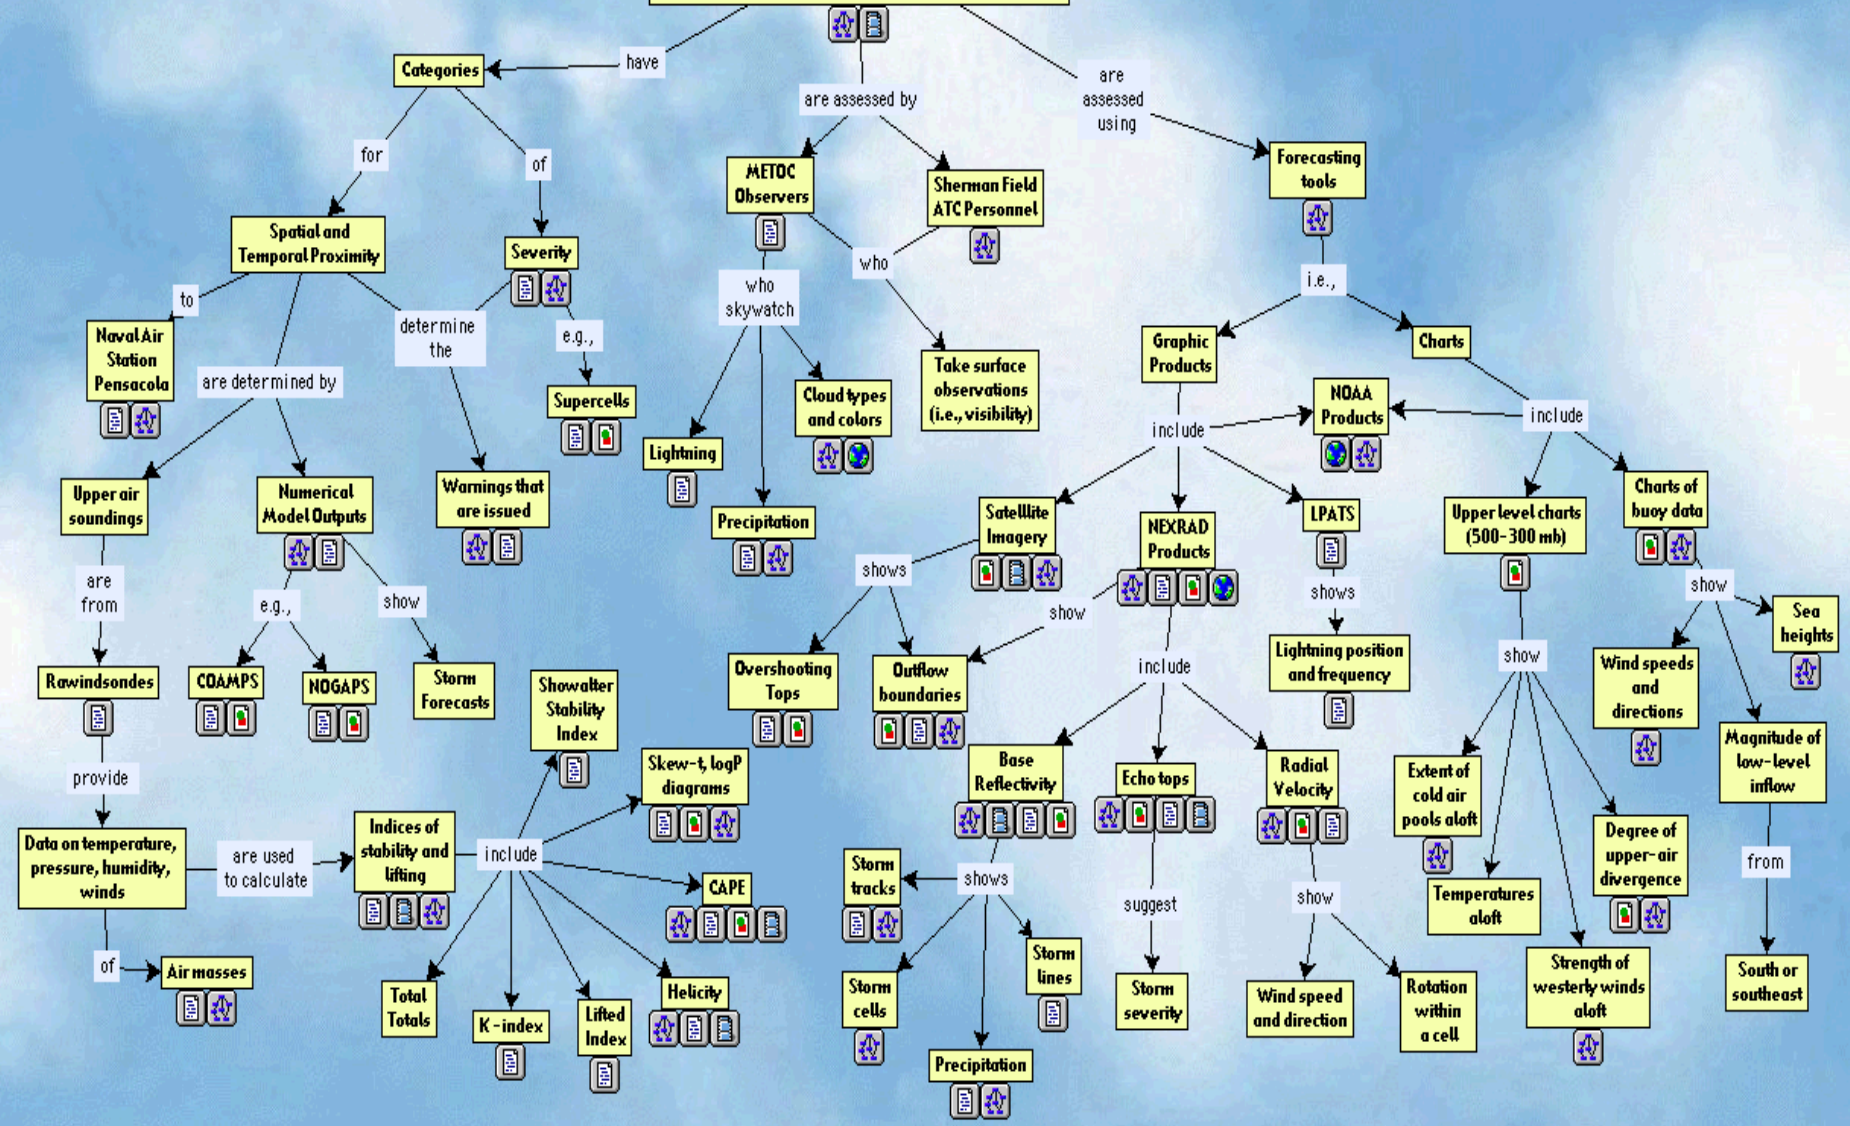 have
Categories
are assessed by
are
assessed
using
for
of
METOC
Observers
Sherman Field
ATC Personnel
Forecasting
tools
Spatial and
Temporal Proximity
Severity
who
who
skywatch
i.e.,
to
determine
the
e.g.,
Naval Air
Station
Pensacola
are determined by
Graphic
Products
Charts
Take surface
observations
(i.e., visibility)
Supercells
Cloud types
and colors
NOAA
Products
include
include
Lightning
Upper air
soundings
Numerical
Model Outputs
Warnings that
are issued
Precipitation
Satelllite
Imagery
NEXRAD
Products
LPATS
Upper level charts
(500-300 mb)
Charts of
buoy data
shows
show
shows
show
are
from
e.g.,
show
Sea
heights
include
show
Lightning position
and frequency
Wind speeds
and
directions
Rawindsondes
COAMPS
NOGAPS
Storm
Forecasts
Showalter
Stability
Index
Overshooting
Tops
Outflow
boundaries
Magnitude of
low-level
inflow
provide
Skew-t, logP
diagrams
Base
Reflectivity
Echo tops
Radial
Velocity
Extent of
cold air
pools aloft
Degree of
upper-air
divergence
Data on temperature,
pressure, humidity,
winds
are used
to calculate
Indices of
stability and
lifting
include
CAPE
Storm
tracks
shows
suggest
show
Temperatures
aloft
from
of
Air masses
Total
Totals
K-index
Lifted
Index
Helicity
Storm
cells
Storm
lines
Precipitation
Storm
severity
Wind speed
and direction
Rotation
within
a cell
Strength of
westerly winds
aloft
South or
southeast